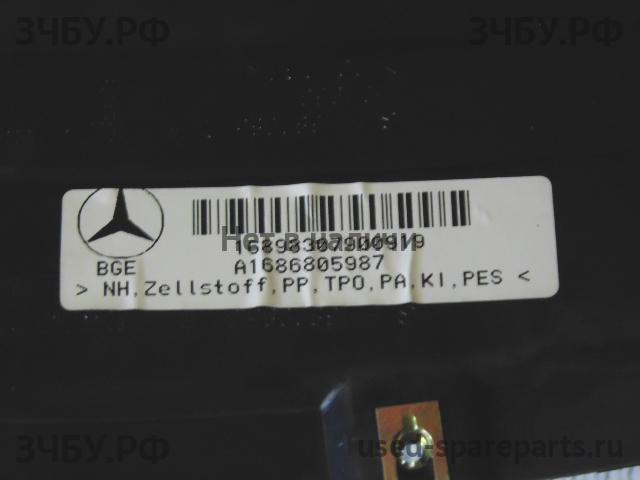 ЗЧБУ.РФ
ЗЧБУ.РФ
16898307900919
Нет в наличии
BGE
A1686805987
> NH,Zellstoff,PP,TPO,PA,KI,PES <
ЗЧБУ.РФ
used-spareparts.ru